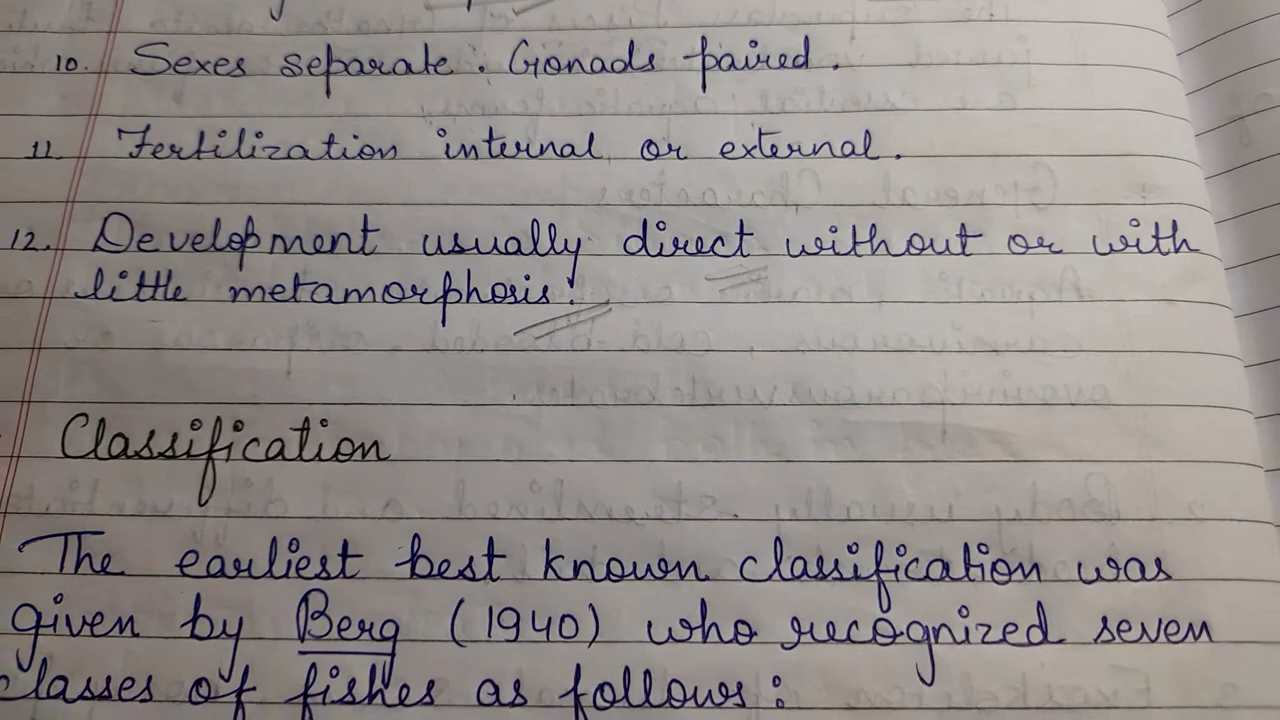 10. Sexes separate. Gonads paired.
11. Fertilization internal or external.
12. Development usually direct without or with
little metamorphosis.
Classification
The earliest best known classification was
given by Berg (1940) who recognized seven
classes of fishes as follows: